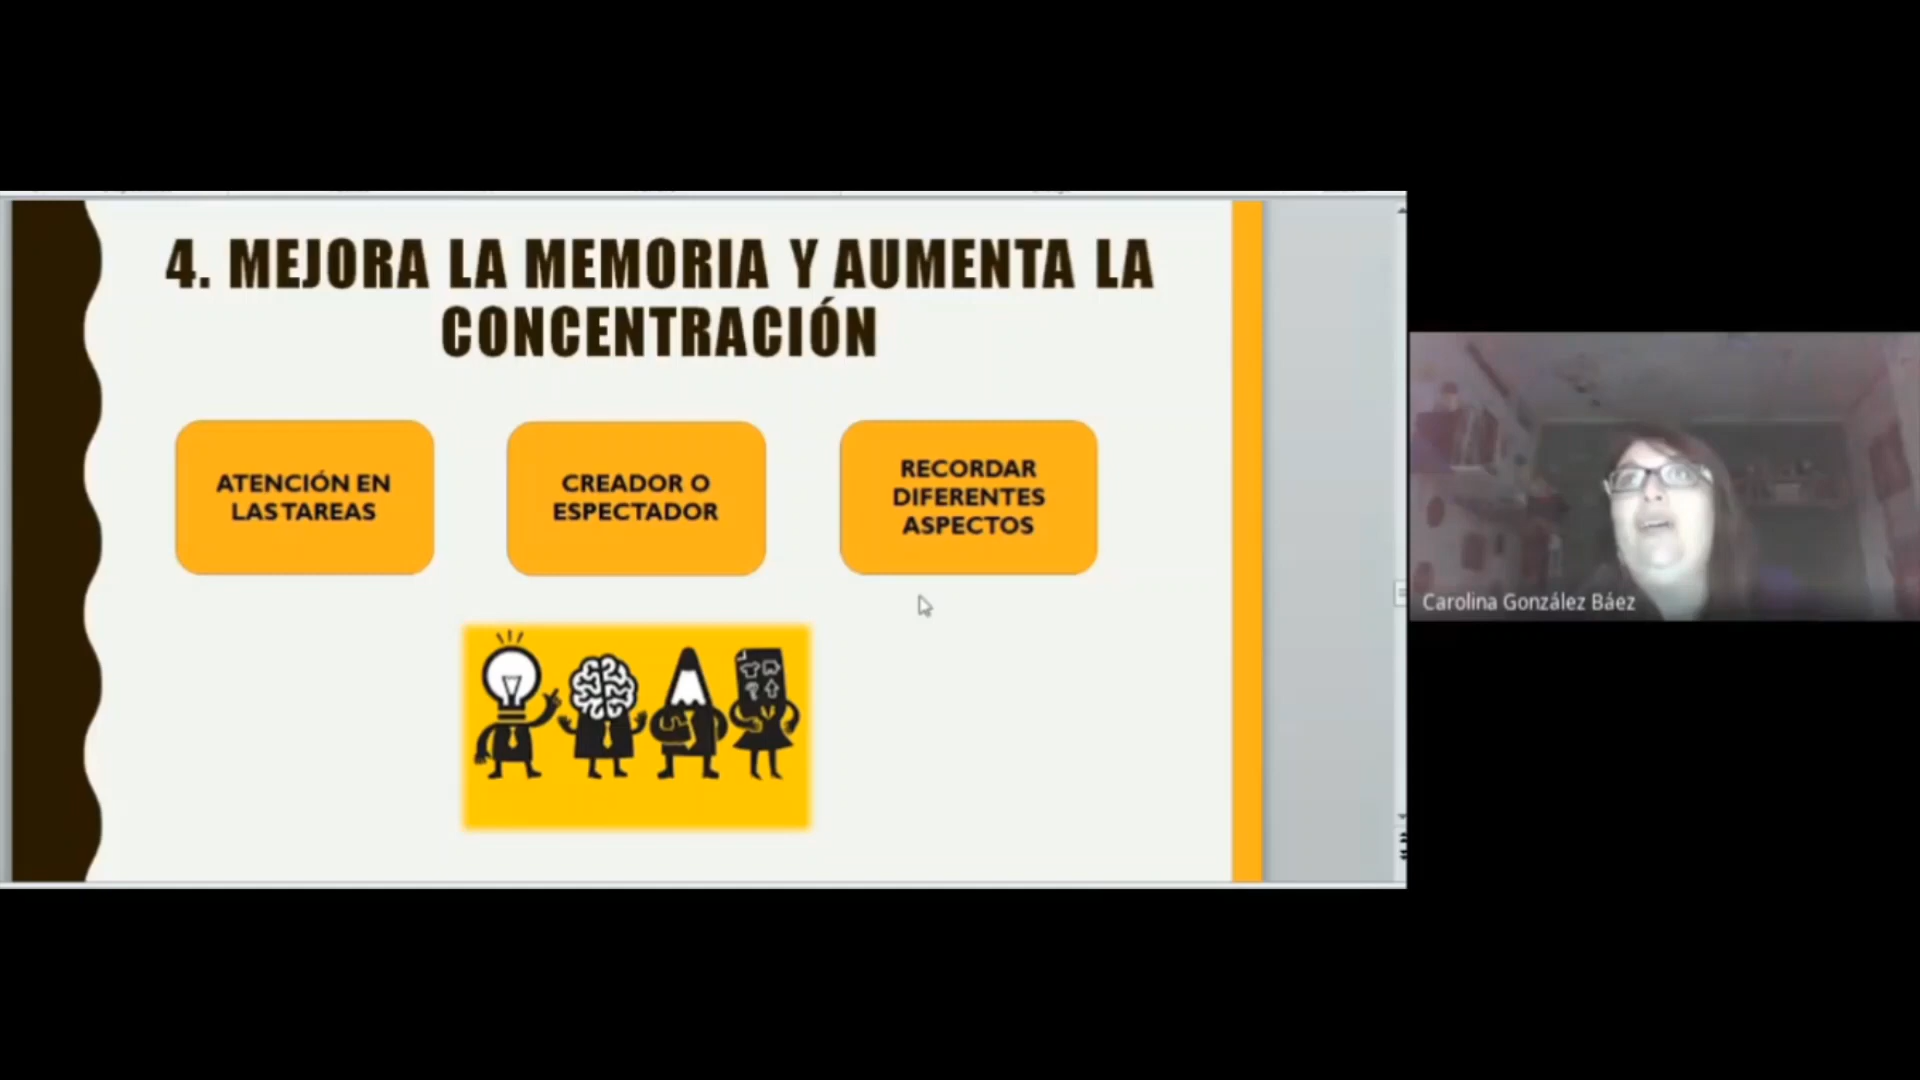 4. MEJORA LA MEMORIA Y AUMENTA LA
CONCENTRACIÓN
ATENCIÓN EN
LAS TAREAS
CREADOR O
ESPECTADOR
RECORDAR
DIFERENTES
ASPECTOS
Carolina González Báez